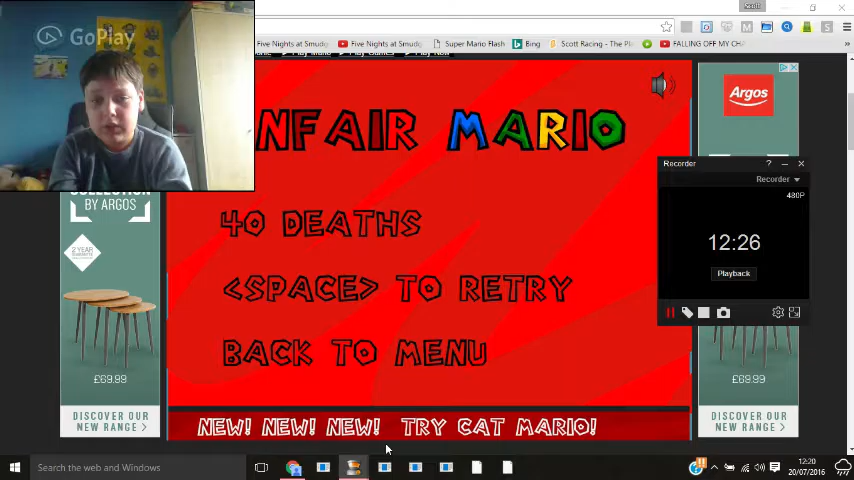 GoPlay
Scott
Five Nights at Smudg
Five Nights at Smudg
Super Mario Flash
Bing
Scott Racing - The Pl
FALLING OFF MY CH
NFAIR MARIO
Argos
Recorder
Recorder
480P
12:26
Playback
COLLECTION
BY ARGOS
2 YEAR
40 DEATHS
<SPACE> TO RETRY
BACK TO MENU
£69.99
£69.99
DISCOVER OUR
NEW RANGE >
DISCOVER OUR
NEW RANGE >
NEW! NEW! NEW! TRY CAT MARIO!
Search the web and Windows
12:20
20/07/2016